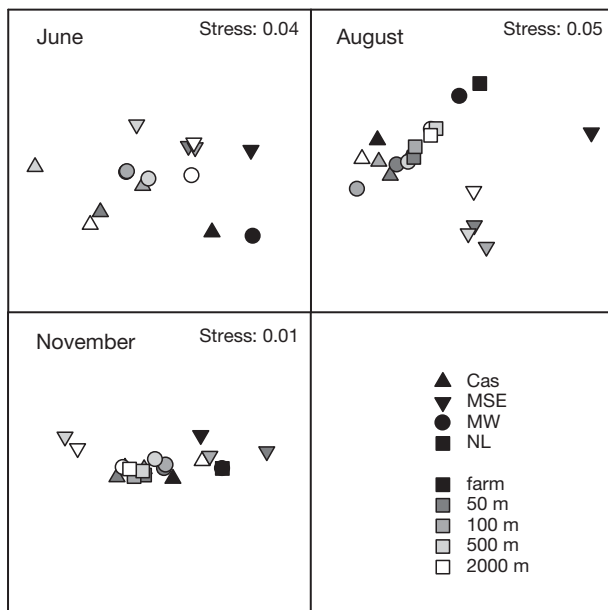 June
Stress: 0.04
August
Stress: 0.05
November
Stress: 0.01
Cas
MSE
MW
NL
farm
50 m
100 m
500 m
2000 m